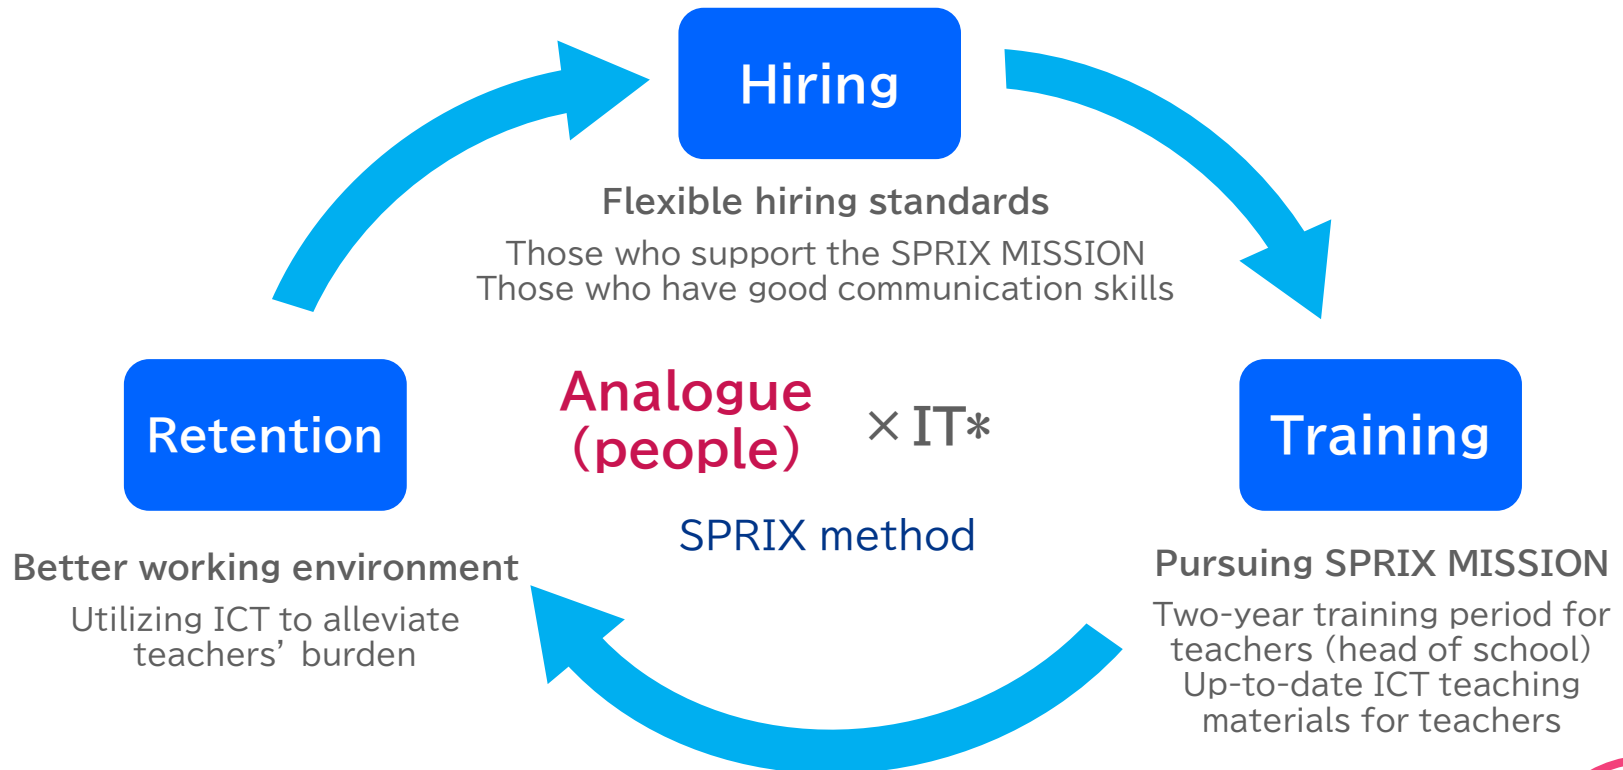 Hiring
Flexible hiring standards
Those who support the SPRIX MISSION
Those who have good communication skills
Retention
Analogue
(people)
× IT*
Training
SPRIX method
Better working environment
Utilizing ICT to alleviate
teachers’ burden
Pursuing SPRIX MISSION
Two-year training period for
teachers (head of school)
Up-to-date ICT teaching
materials for teachers